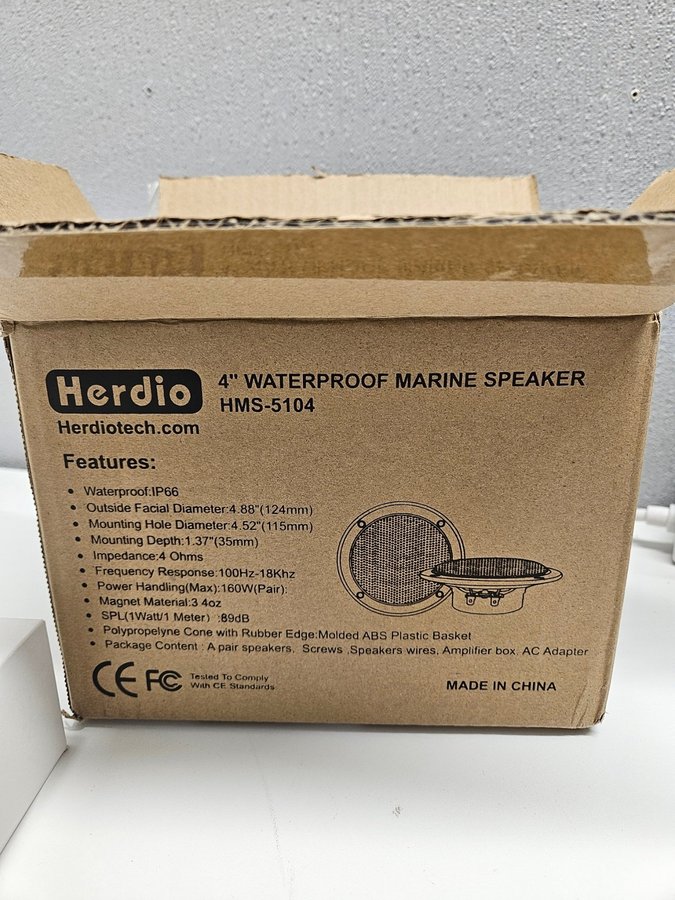 Herdio
4" WATERPROOF MARINE SPEAKER
HMS-5104
Herdiotech.com
Features:
• Waterproof:IP66
• Outside Facial Diameter:4.88"(124mm)
• Mounting Hole Diameter:4.52"(115mm)
• Mounting Depth:1.37"(35mm)
• Impedance:4 Ohms
• Frequency Response:100Hz-18Khz
• Power Handling(Max):160W(Pair):
• Magnet Material:3 4oz
• SPL(1Watt/1 Meter) :89dB
• Polypropelyne Cone with Rubber Edge:Molded ABS Plastic Basket
• Package Content : A pair speakers, Screws ,Speakers wires, Amplifier box, AC Adapter
CE FC Tested To Comply
With CE Standards
MADE IN CHINA